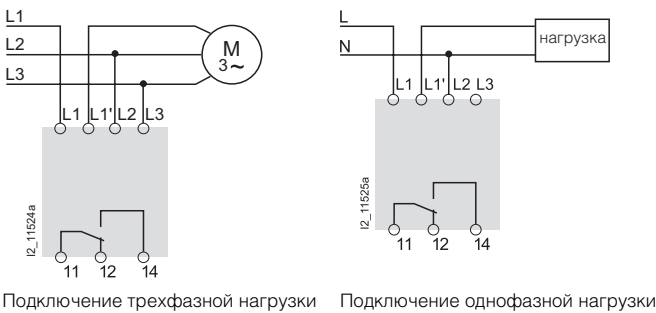 L1
L2
L3
M
3~
L1 L1' L2 L3
I2_11524a
11 12 14
Подключение трехфазной нагрузки
L
N
нагрузка
L1 L1' L2 L3
I2_11525a
11 12 14
Подключение однофазной нагрузки